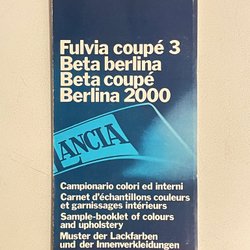 Fulvia coupé 3
Beta berlina
Beta coupé
Berlina 2000
LANCIA
Campionario colori ed interni
Carnet d'échantillons couleurs
et garnissages intérieurs
Sample-booklet of colours
and upholstery
Muster der Lackfarben
und der Innenverkleidungen